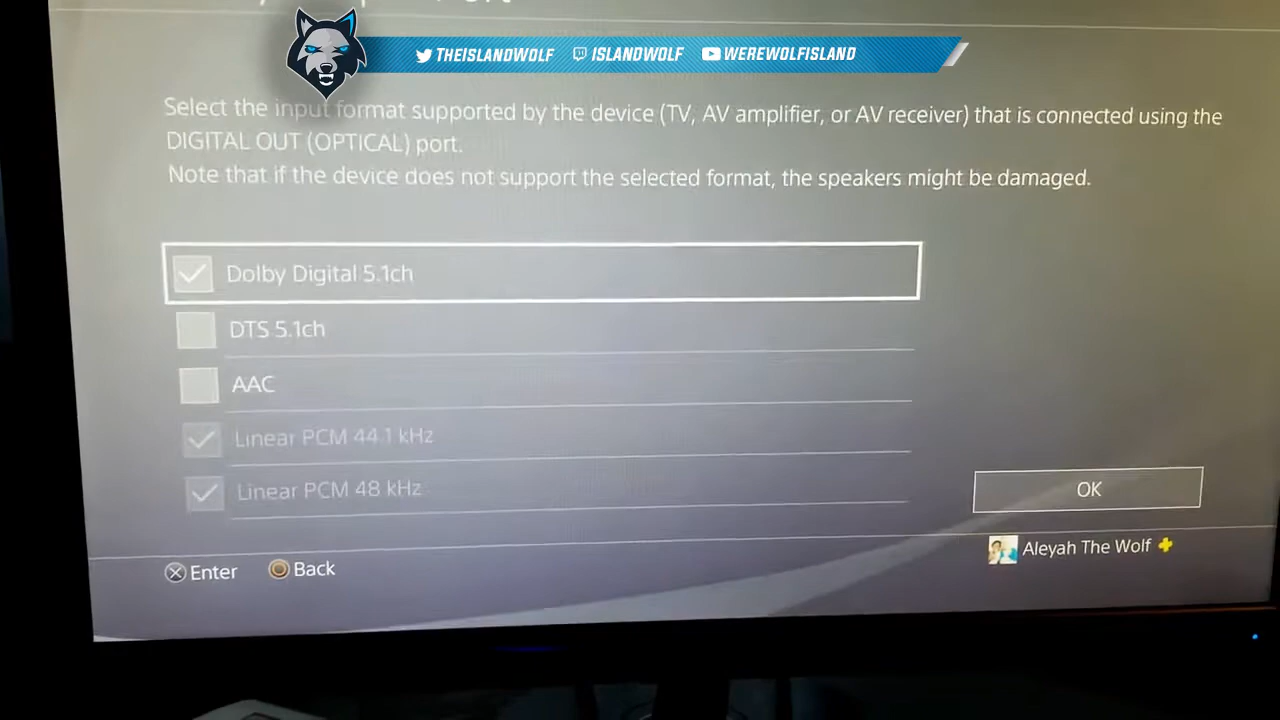 THEISLANDWOLF ISLANDWOLF WEREWOLFISLAND
Select the input format supported by the device (TV, AV amplifier, or AV receiver) that is connected using the
DIGITAL OUT (OPTICAL) port.
Note that if the device does not support the selected format, the speakers might be damaged.
Dolby Digital 5.1ch
DTS 5.1ch
AAC
Linear PCM 44.1 kHz
Linear PCM 48 kHz
OK
Aleyah The Wolf
Enter Back